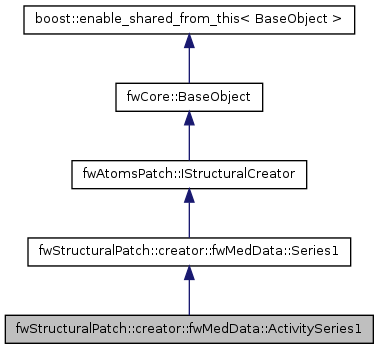 boost::enable_shared_from_this< BaseObject >
fwCore::BaseObject
fwAtomsPatch::IStructuralCreator
fwStructuralPatch::creator::fwMedData::Series1
fwStructuralPatch::creator::fwMedData::ActivitySeries1